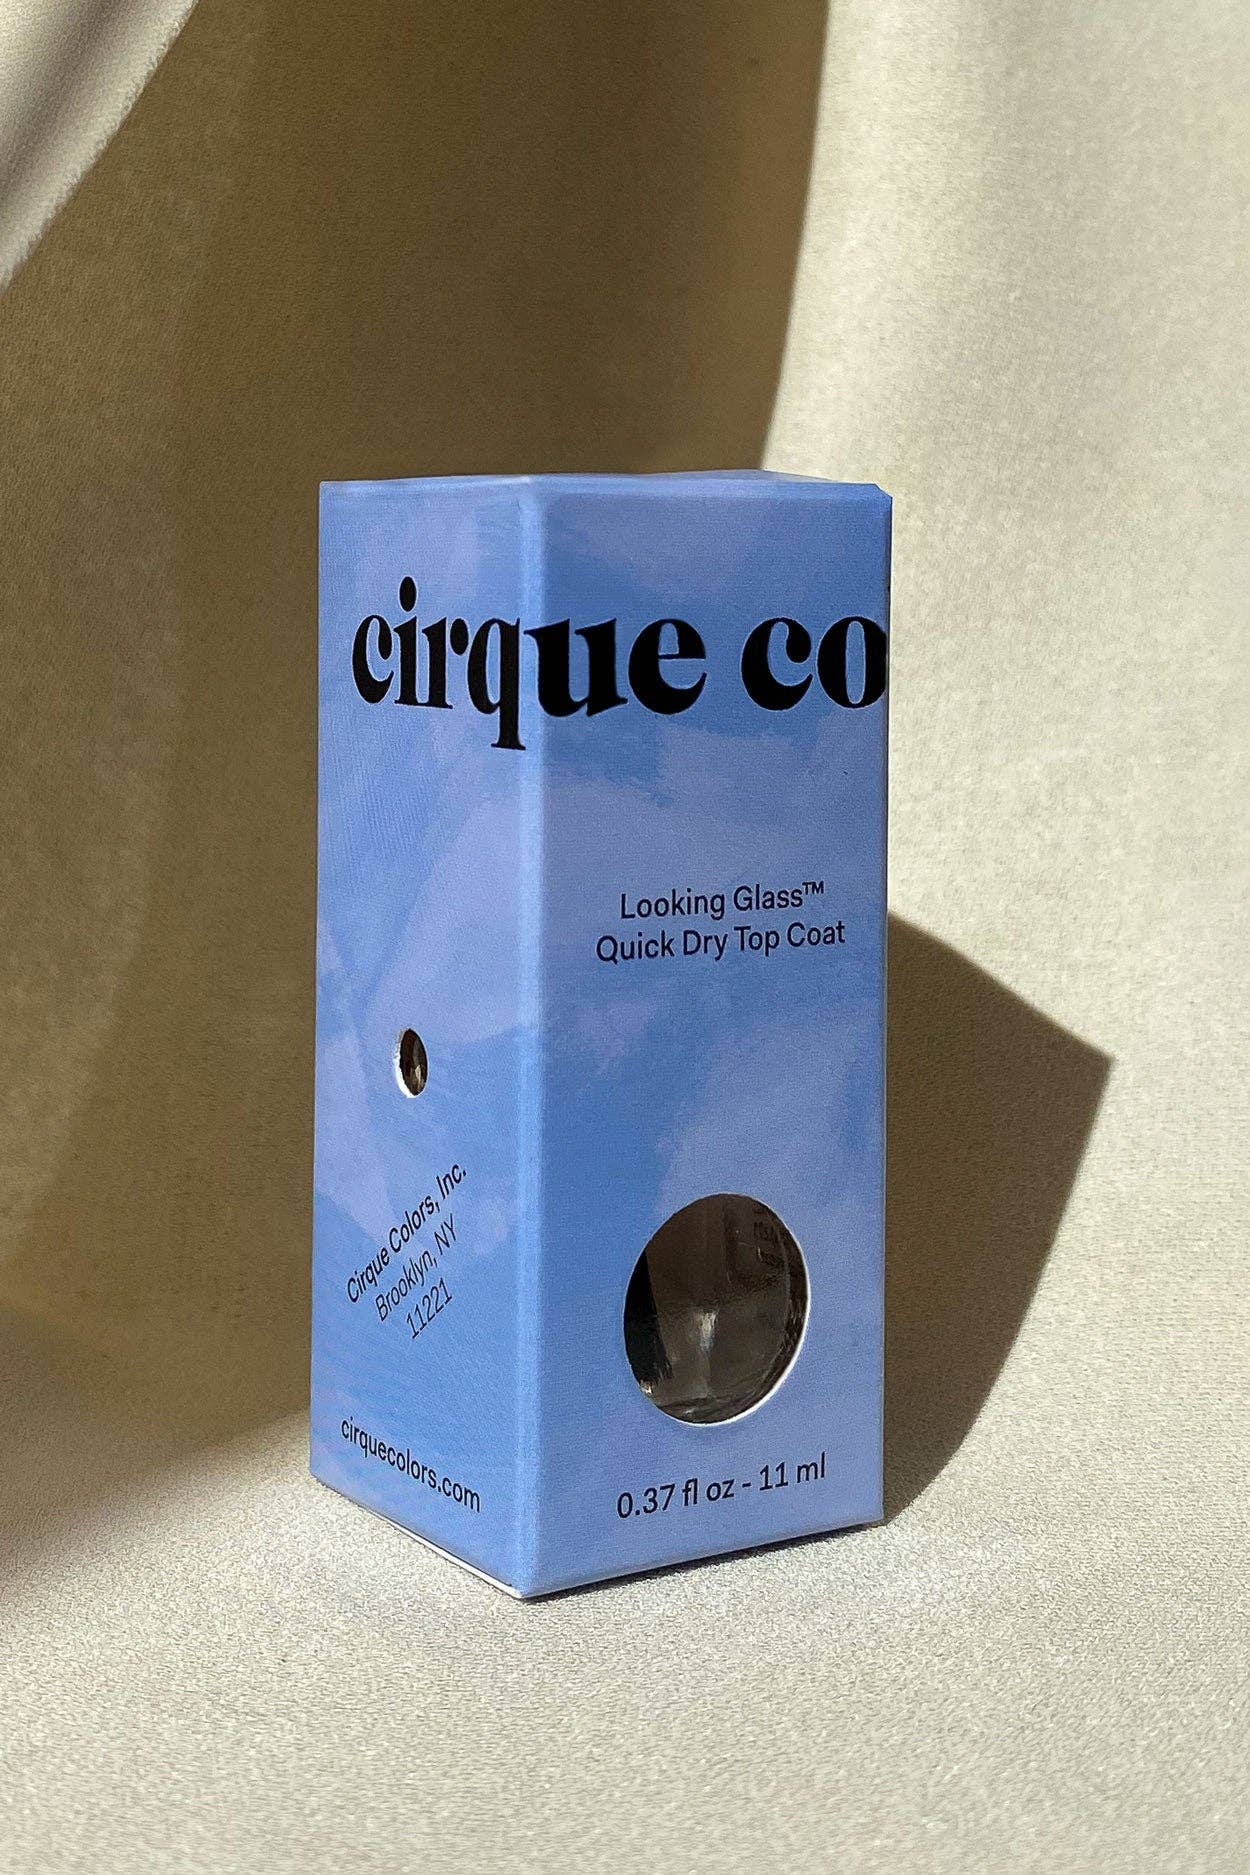 cirque co
Looking Glass™
Quick Dry Top Coat
Cirque Colors, Inc.
Brooklyn, NY
11221
cirquecolors.com
0.37 fl oz - 11 ml